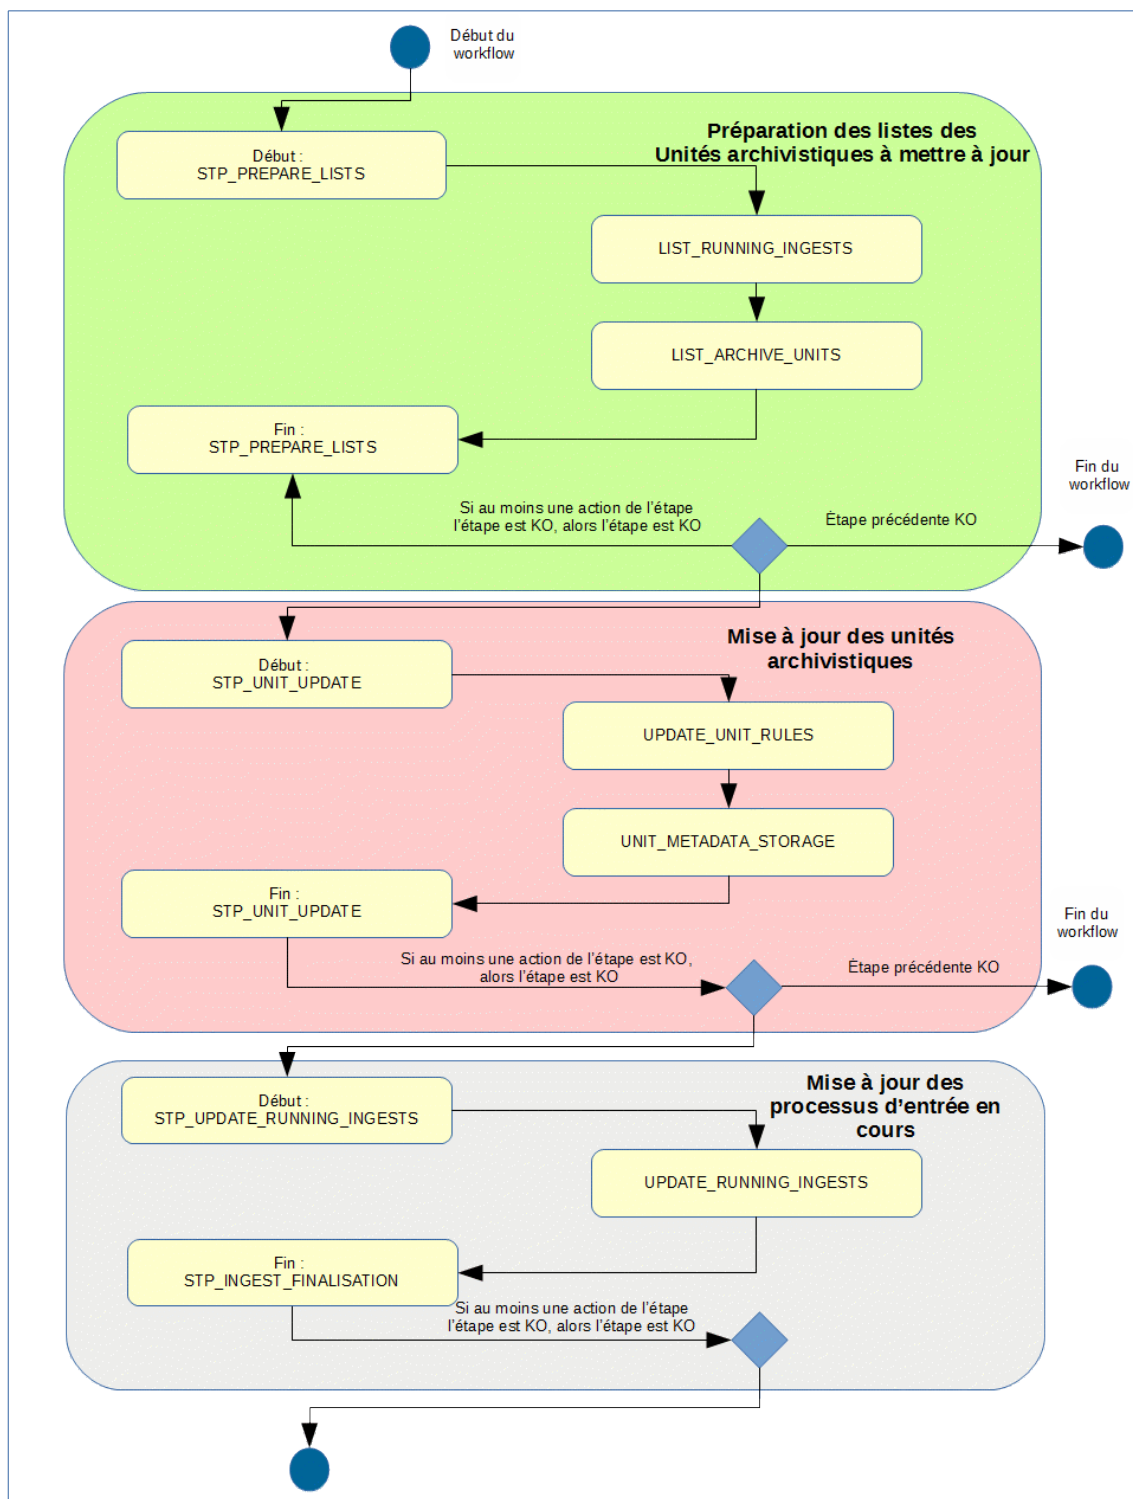 Début du
workflow
Préparation des listes des
Unités archivistiques à mettre à jour
Début :
STP_PREPARE_LISTS
LIST_RUNNING_INGESTS
LIST_ARCHIVE_UNITS
Fin :
STP_PREPARE_LISTS
Fin du
workflow
Si au moins une action de l’étape
l’étape est KO, alors l’étape est KO
Étape précédente KO
Mise à jour des unités
archivistiques
Début :
STP_UNIT_UPDATE
UPDATE_UNIT_RULES
UNIT_METADATA_STORAGE
Fin :
STP_UNIT_UPDATE
Fin du
workflow
Si au moins une action de l’étape est KO,
alors l’étape est KO
Étape précédente KO
Mise à jour des
processus d’entrée en
cours
Début :
STP_UPDATE_RUNNING_INGESTS
UPDATE_RUNNING_INGESTS
Fin :
STP_INGEST_FINALISATION
Si au moins une action de l’étape
l’étape est KO, alors l’étape est KO